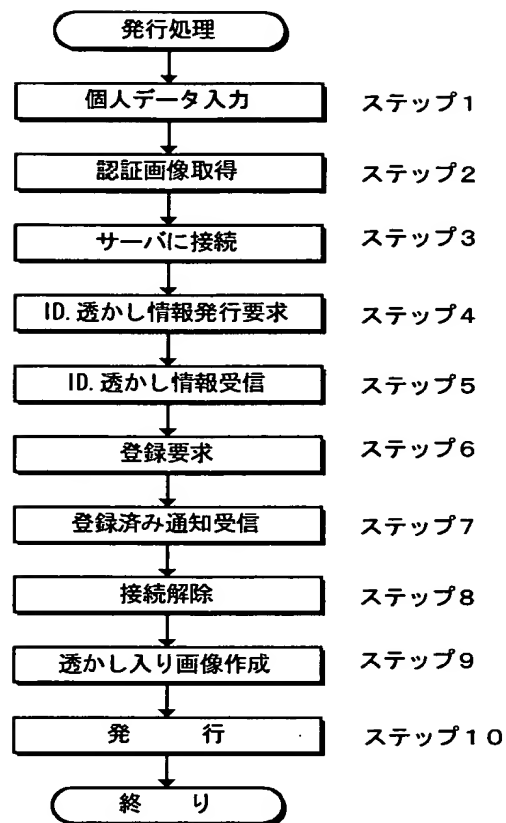 発行処理
個人データ入力 ステップ1
認証画像取得 ステップ2
サーバに接続 ステップ3
ID.透かし情報発行要求 ステップ4
ID.透かし情報受信 ステップ5
登録要求 ステップ6
登録済み通知受信 ステップ7
接続解除 ステップ8
透かし入り画像作成 ステップ9
発 行 ステップ10
終 り